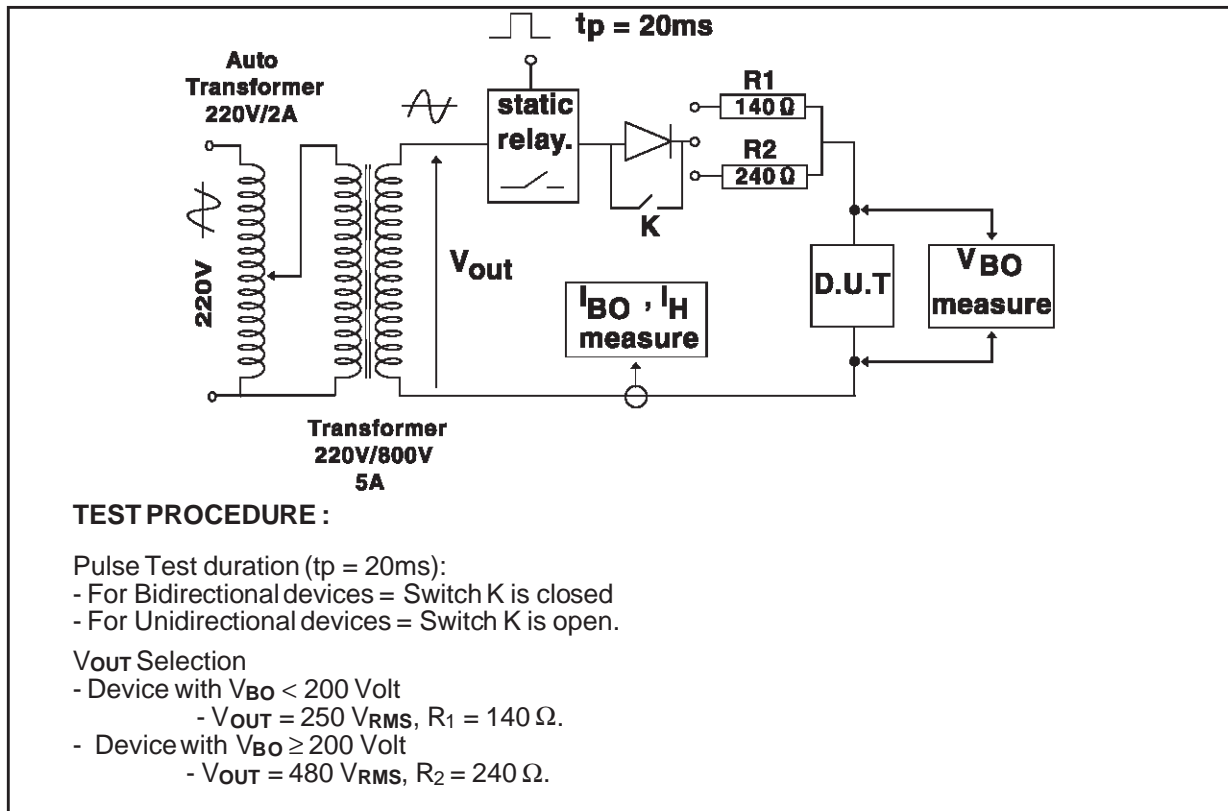 tp = 20ms
Auto
Transformer
220V/2A
static
relay.
R1
140 Ω
R2
240 Ω
K
220V
Vout
IBO , IH
measure
D.U.T
VBO
measure
Transformer
220V/800V
5A
TEST PROCEDURE :
Pulse Test duration (tp = 20ms):
- For Bidirectional devices = Switch K is closed
- For Unidirectional devices = Switch K is open.
VOUT Selection
- Device with VBO < 200 Volt
- VOUT = 250 VRMS, R1 = 140 Ω.
- Device with VBO ≥ 200 Volt
- VOUT = 480 VRMS, R2 = 240 Ω.